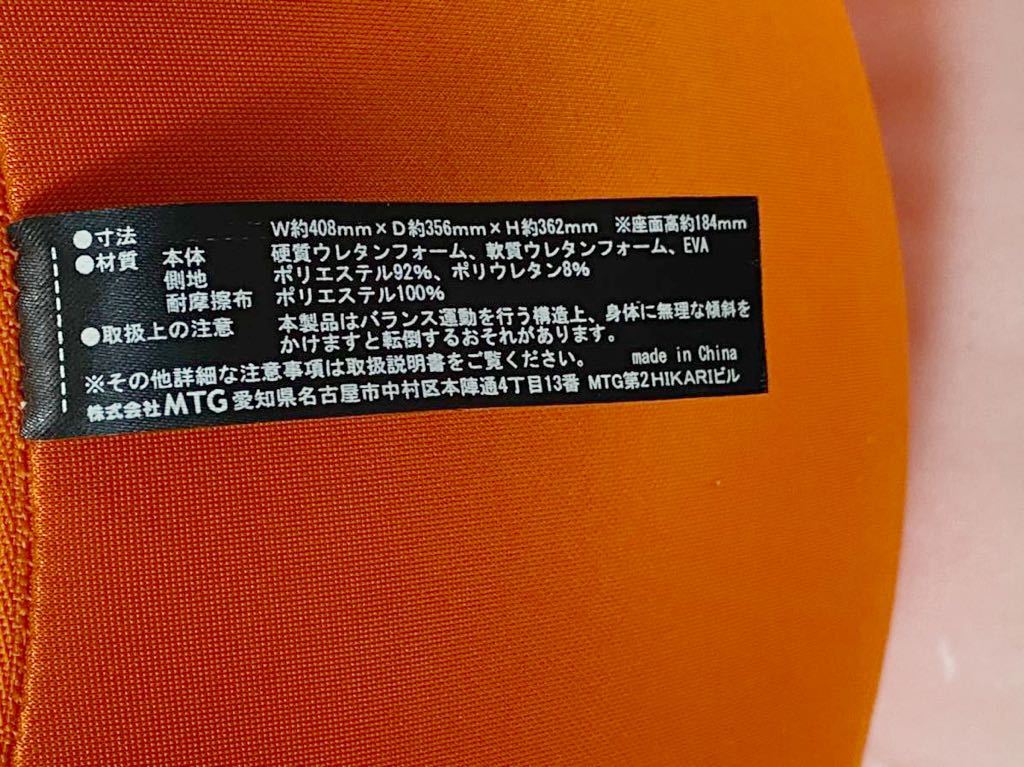 ●寸法 W約408mm×D約356mm×H約362mm ※座面高約184mm
●材質 本体 硬質ウレタンフォーム、軟質ウレタンフォーム、EVA
側地 ポリエステル92%、ポリウレタン8%
耐摩擦布 ポリエステル100%
●取扱上の注意 本製品はバランス運動を行う構造上、身体に無理な傾斜を
かけますと転倒するおそれがあります。
※その他詳細な注意事項は取扱説明書をご覧ください。 made in China
株式会社MTG 愛知県名古屋市中村区本陣通4丁目13番 MTG第2HIKARIビル